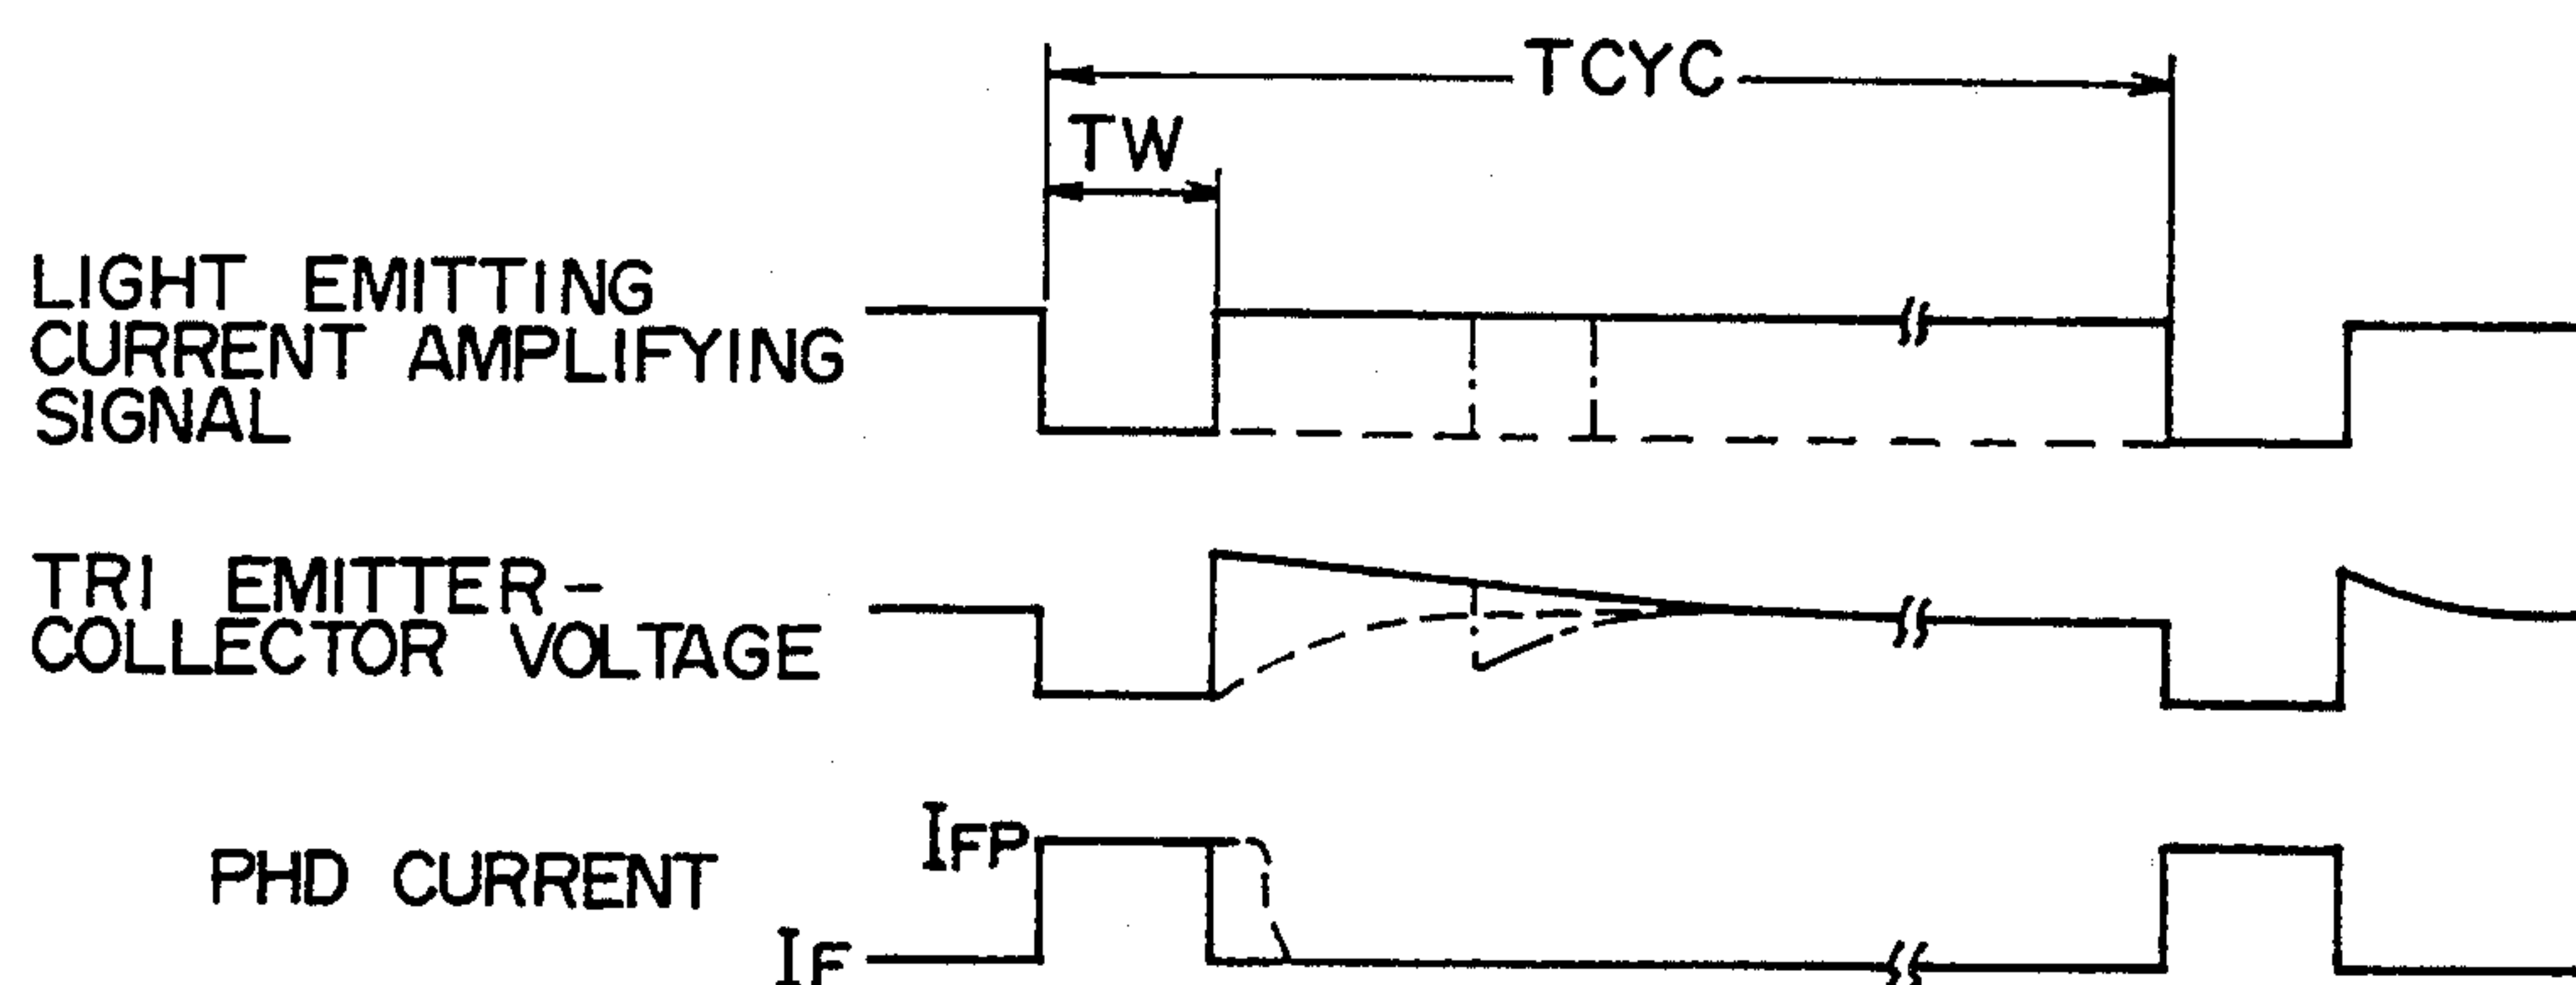 TCYC
TW
LIGHT EMITTING
CURRENT AMPLIFYING
SIGNAL
TRI EMITTER-
COLLECTOR VOLTAGE
IFP
PHD CURRENT
IF